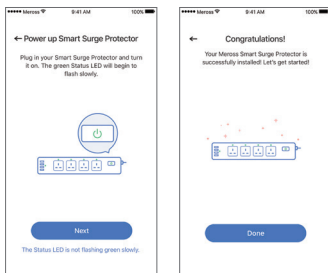 Meross 9:41 AM 100%
← Power up Smart Surge Protector
Plug in your Smart Surge Protector and turn
it on. The green Status LED will begin to
flash slowly.
Next
The Status LED is not flashing green slowly.
Meross 9:41 AM 100%
←
Congratulations!
Your Meross Smart Surge Protector is
successfully installed! Let's get started!
Done